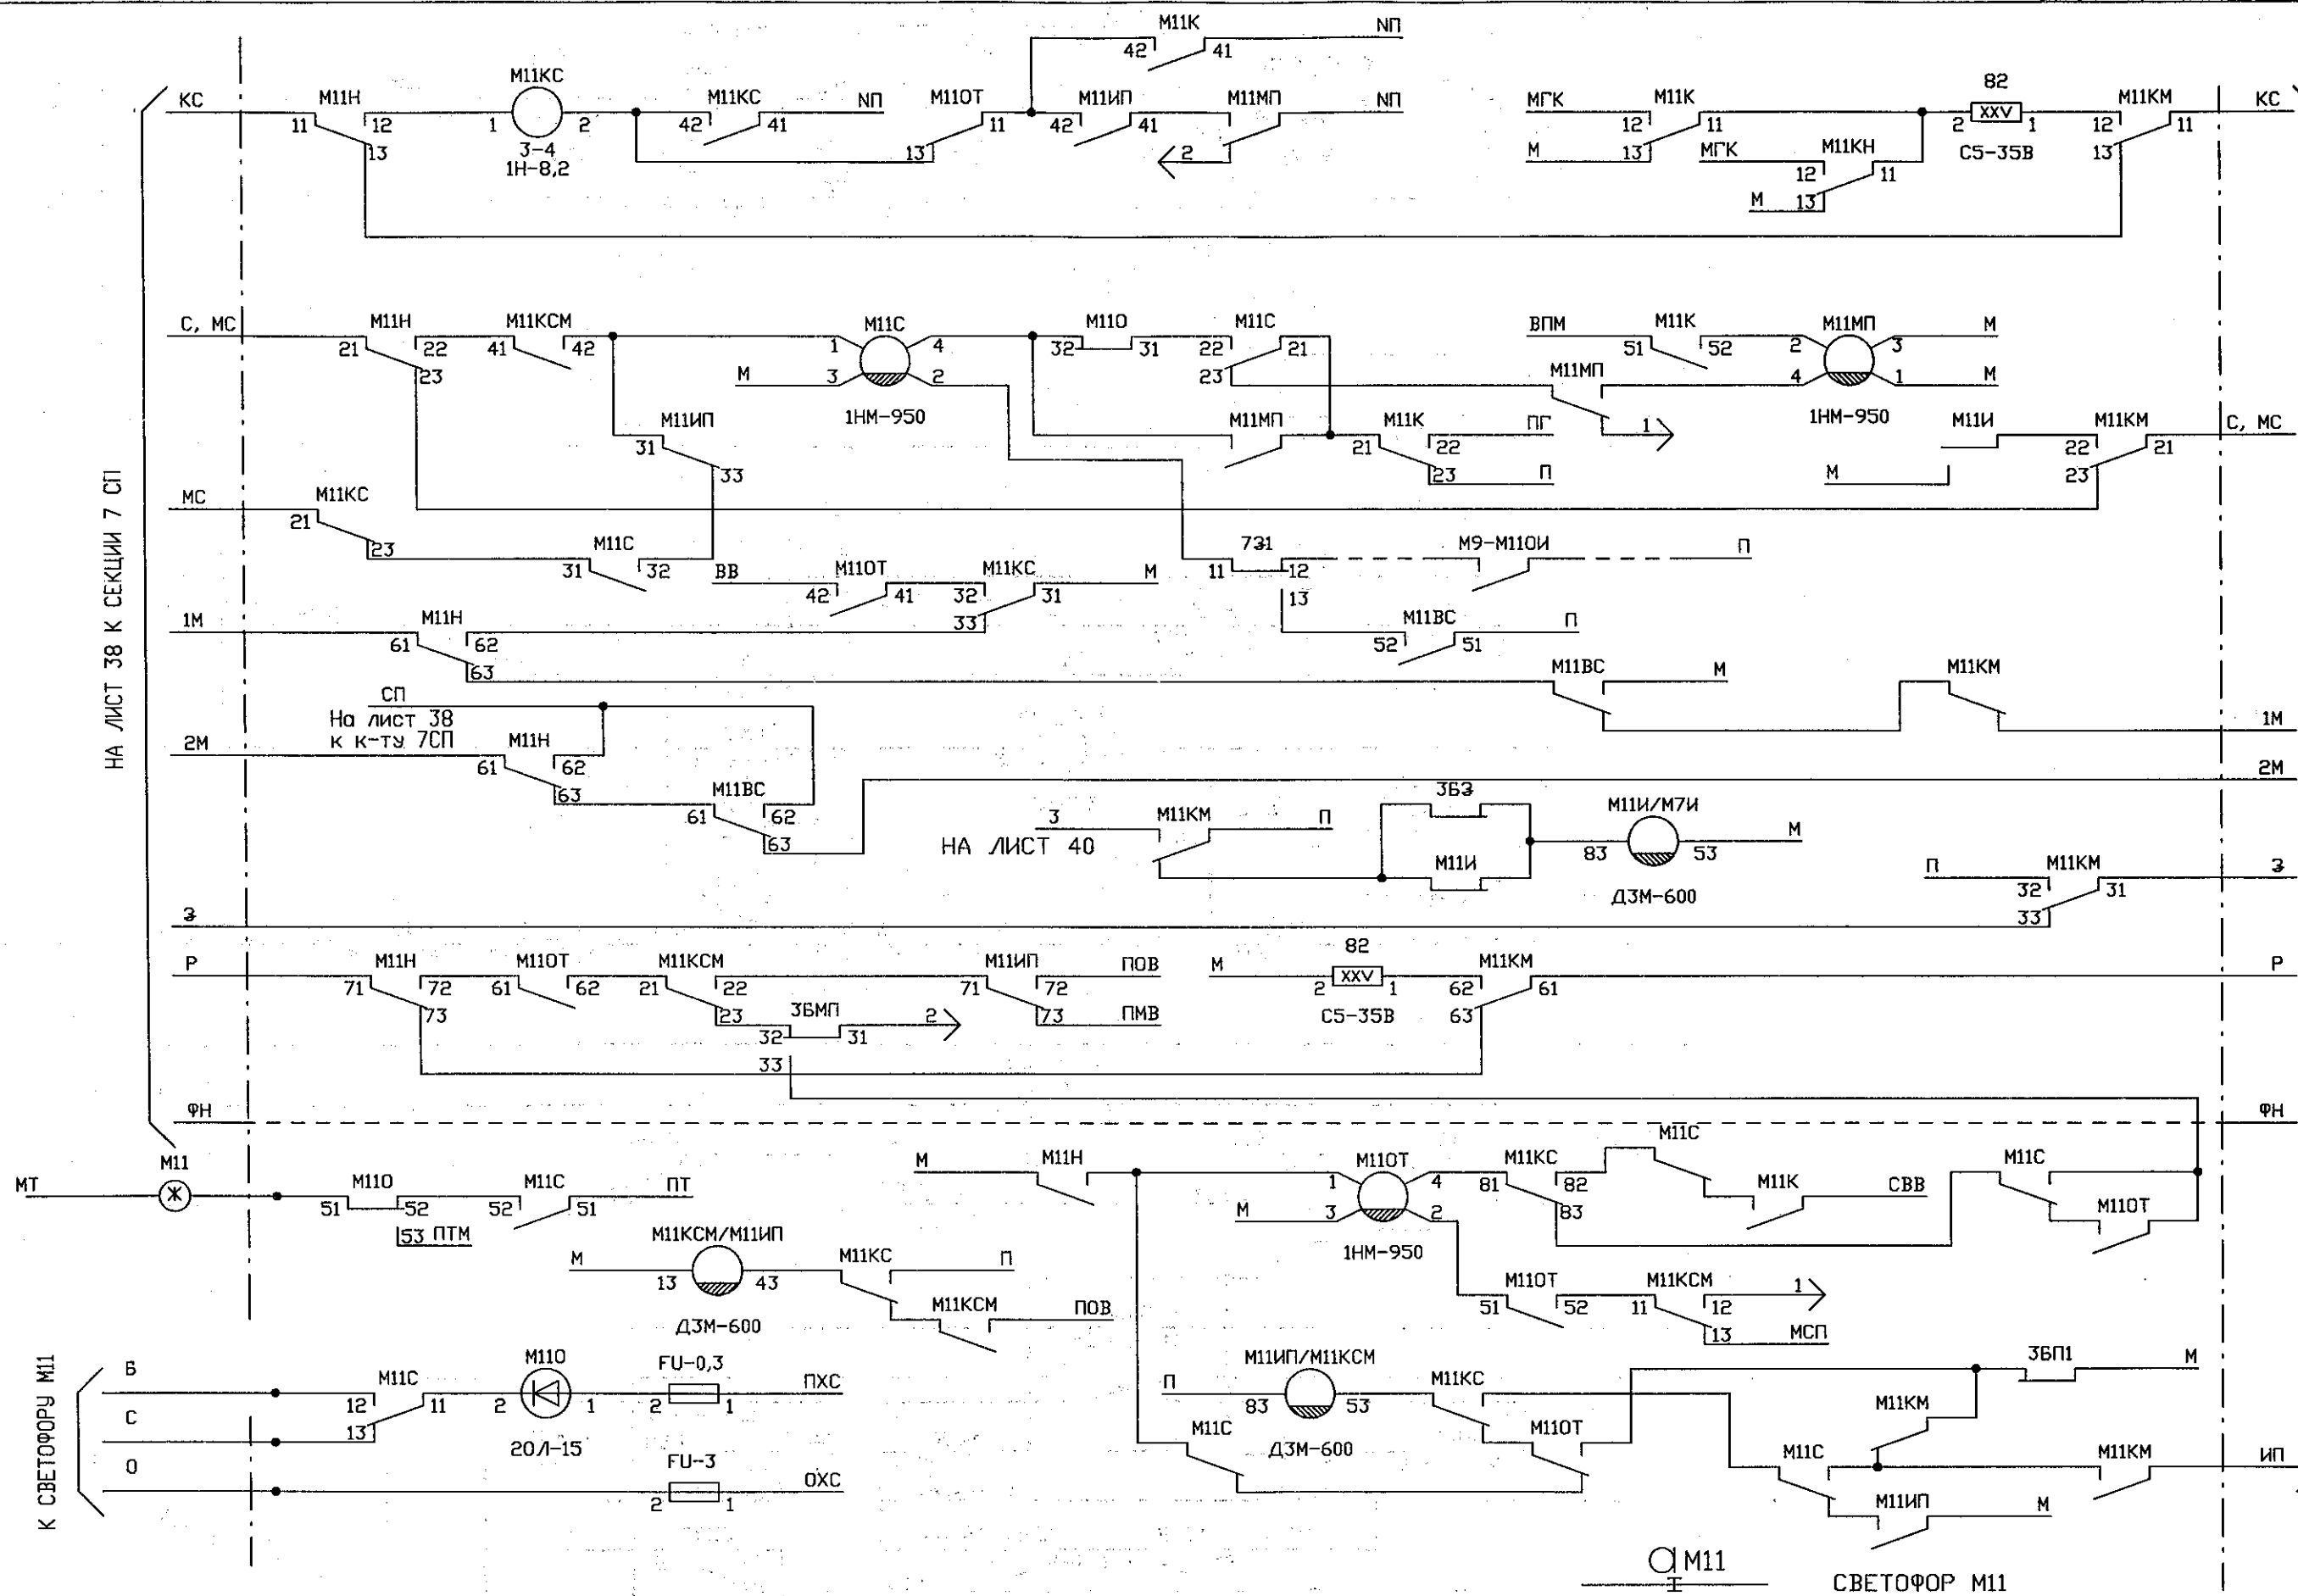 М11К
NП
42 41
КС
М11Н
М11КС
М11КС
NП
М11ОТ
М11ИП
М11МП
NП
МГК
М11К
82
М11КМ
КС
11 12
1 2
42 41
11
42 41
12 11
2 XXV 1
12 11
13
3-4
13
2
М
13
МГК
М11КН
С5-35В
13
1Н-8,2
12 11
М
13
С, МС
М11Н
М11КСМ
М11С
М11О
М11С
ВПМ
М11К
М11МП
М
21 22
41 42
1 4
32 31
22 21
51 52
2 3
23
М
3 2
23
М11МП
4 1
М
М11ИП
1НМ-950
М11МП
М11К
ПГ
1
1НМ-950
М11И
М11КМ
С, МС
31
21 22
22 21
33
23
П
М
23
МС
М11КС
21
23
М11С
7З1
М9-М11ОИ
П
31 32
ВВ
М11ОТ
М11КС
М
11 12
42 41
32 31
13
1М
М11Н
33
М11ВС
П
61 62
52 51
63
М11ВС
М
М11КМ
СП
На лист 38
к к-ту 7СП
1М
2М
М11Н
61 62
2М
63
М11ВС
3БЗ
М11И/М7И
61 62
З
М11КМ
П
М
63
НА ЛИСТ 40
М11И
83 53
П
М11КМ
З
ДЗМ-600
32 31
З
33
Р
М11Н
М11ОТ
М11КСМ
М11ИП
ПОВ
М
82
М11КМ
Р
71 72
61 62
21 22
71 72
2 XXV 1
62 61
73
23
3БМП
2
73
ПМВ
С5-35В
63
32 31
33
ФН
ФН
НА ЛИСТ 38 К СЕКЦИИ 7 СП
М11
М
М11Н
М11ОТ
М11КС
М11С
М11С
МТ
Ж
М11О
М11С
ПТ
1 4
81 82
М11К
СВВ
51 52
52 51
М
3 2
83
М11ОТ
53 ПТМ
М11КСМ/М11ИП
1НМ-950
М
13 43
М11КС
П
М11ОТ
М11КСМ
1
М11КСМ
ПОВ
51 52
11 12
ДЗМ-600
13
МСП
К СВЕТОФОРУ М11
Б
М11С
М11О
FU-0,3
ПХС
М11ИП/М11КСМ
М11КС
3БП1
М
12 11
2 1
2 1
П
83 53
М11КМ
С
13
М11С
М11ОТ
20Л-15
FU-3
ДЗМ-600
М11С
М11КМ
ИП
О
2 1
ОХС
М11ИП
М
М11
СВЕТОФОР М11